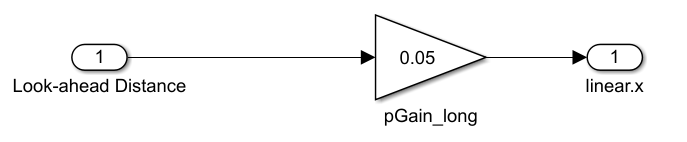 1
Look-ahead Distance
0.05
pGain_long
1
linear.x